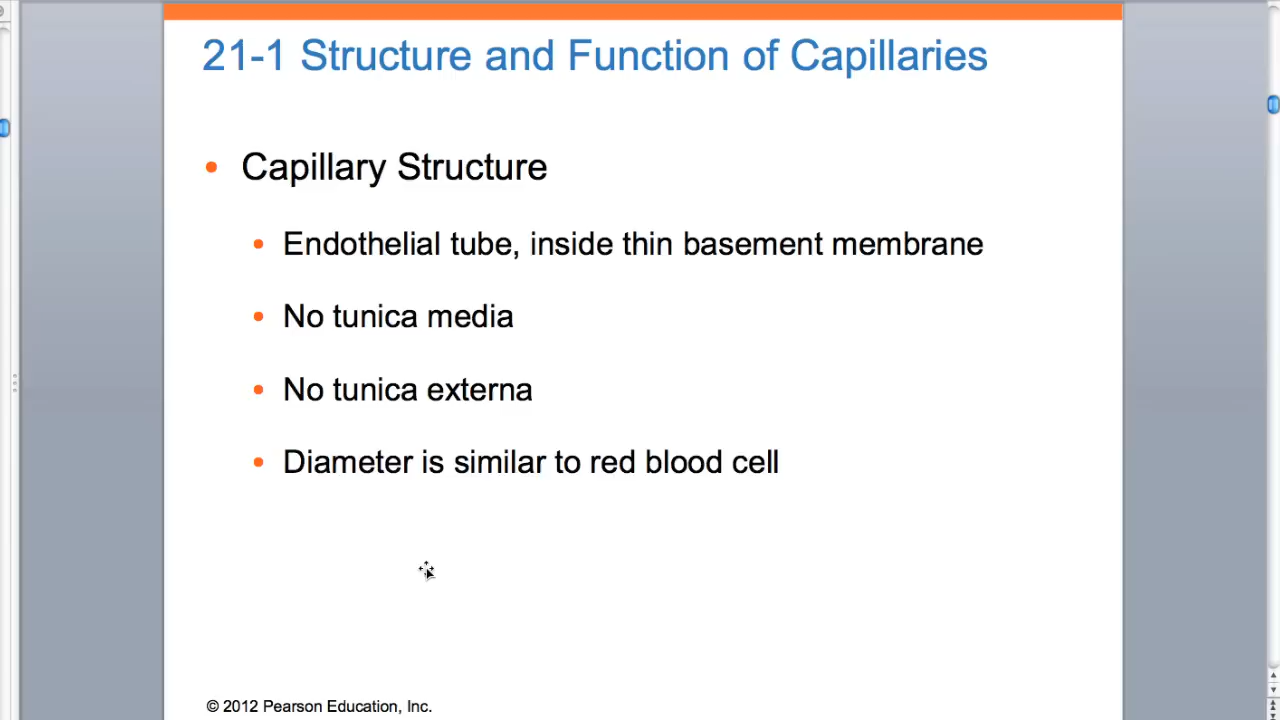 21-1 Structure and Function of Capillaries
• Capillary Structure
• Endothelial tube, inside thin basement membrane
• No tunica media
• No tunica externa
• Diameter is similar to red blood cell
© 2012 Pearson Education, Inc.